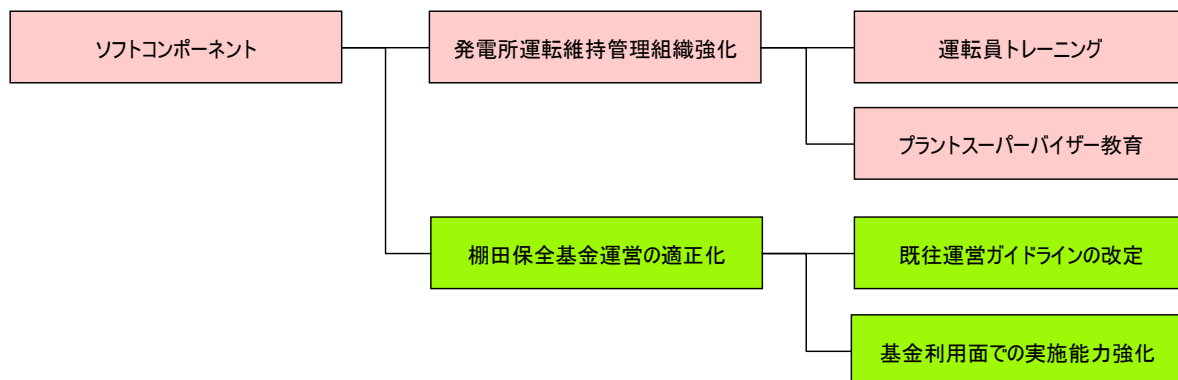 ソフトコンポーネント
発電所運転維持管理組織強化
運転員トレーニング
プラントスーパーバイザー教育
棚田保全基金運営の適正化
既往運営ガイドラインの改定
基金利用面での実施能力強化